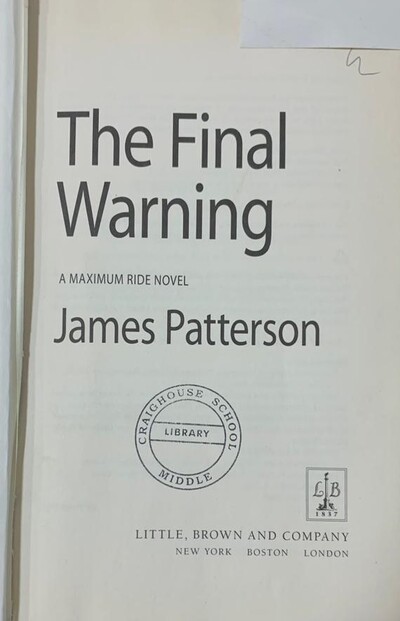 The Final
Warning
A MAXIMUM RIDE NOVEL
James Patterson
CRAIGHOUSE SCHOOL
LIBRARY
MIDDLE
L B
1837
LITTLE, BROWN AND COMPANY
NEW YORK BOSTON LONDON